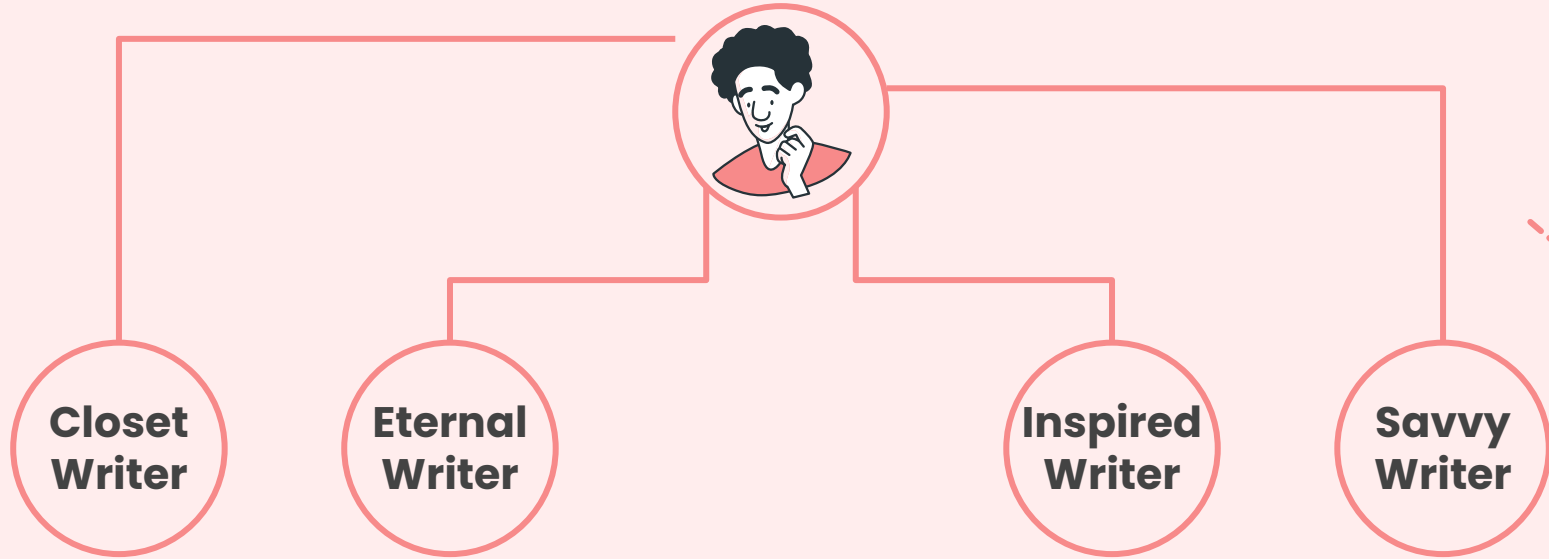 Closet
Writer
Eternal
Writer
Inspired
Writer
Savvy
Writer